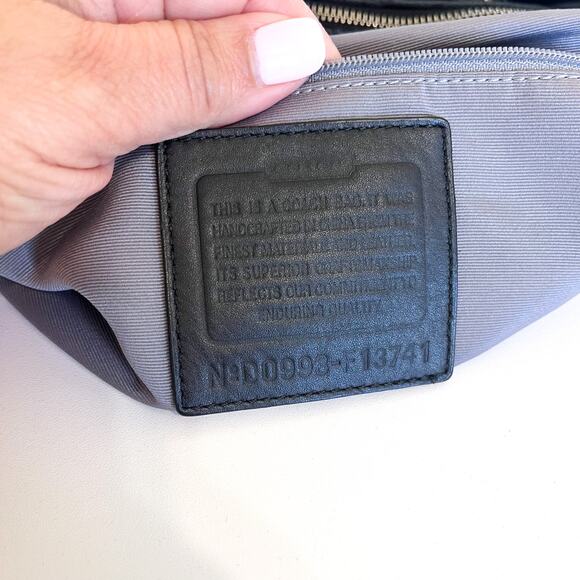 THIS IS A COACH BAG. IT WAS
HANDCRAFTED IN CHINA FROM THE
FINEST MATERIALS AND LEATHER.
ITS SUPERIOR CRAFTSMANSHIP
REFLECTS OUR COMMITMENT TO
ENDURING QUALITY.
No D0993-F13741